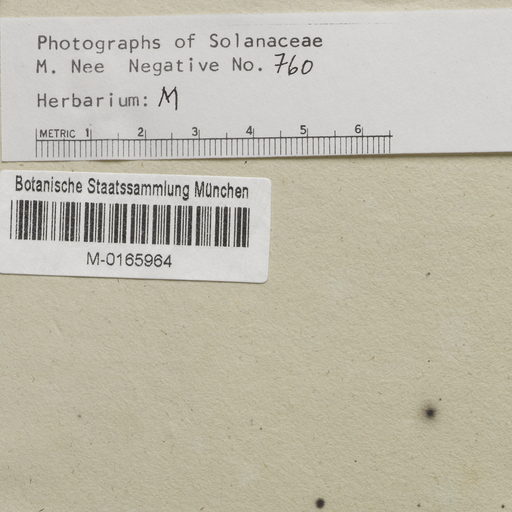 Photographs of Solanaceae
M. Nee Negative No. 760
Herbarium: M
METRIC 1 2 3 4 5 6
Botanische Staatssammlung München
M-0165964